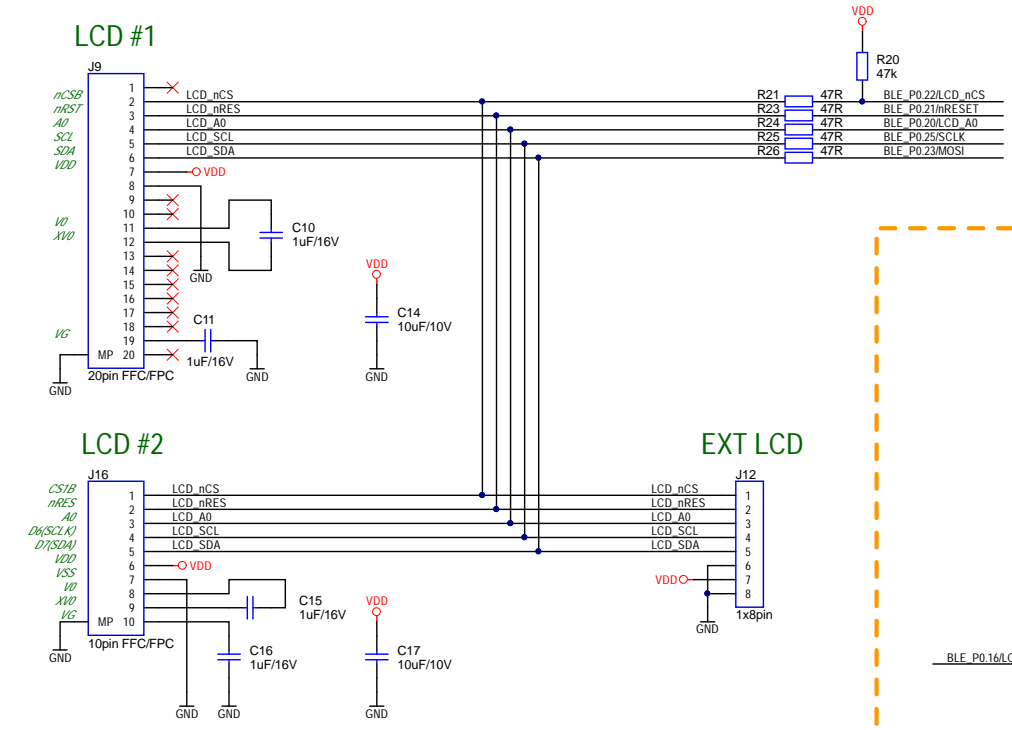 VDD
R20
47k
LCD #1
J9
nCSB 1
nRST 2 LCD_nCS R21 47R BLE_P0.22/LCD_nCS
A0 3 LCD_nRES R23 47R BLE_P0.21/nRESET
SCL 4 LCD_A0 R24 47R BLE_P0.20/LCD_A0
SDA 5 LCD_SCL R25 47R BLE_P0.25/SCLK
VDD 6 LCD_SDA R26 47R BLE_P0.23/MOSI
7 VDD
8
9
10
V0 11
XV0 12
C10
1uF/16V
13
14 GND
15
16
17
18
VG 19
MP 20
C11
1uF/16V
GND
VDD
C14
10uF/10V
GND
GND
20pin FFC/FPC
LCD #2
J16
CS1B 1 LCD_nCS
nRES 2 LCD_nRES
A0 3 LCD_A0
D6(SCLK) 4 LCD_SCL
D7(SDA) 5 LCD_SDA
VDD 6 VDD
VSS 7
V0 8
XV0 9
VG MP 10
GND
10pin FFC/FPC
C15
1uF/16V
C16
1uF/16V
GND
GND
VDD
C17
10uF/10V
GND
EXT LCD
J12
LCD_nCS 1
LCD_nRES 2
LCD_A0 3
LCD_SCL 4
LCD_SDA 5
6
VDD 7
8
GND
1x8pin
BLE_P0.16/LC